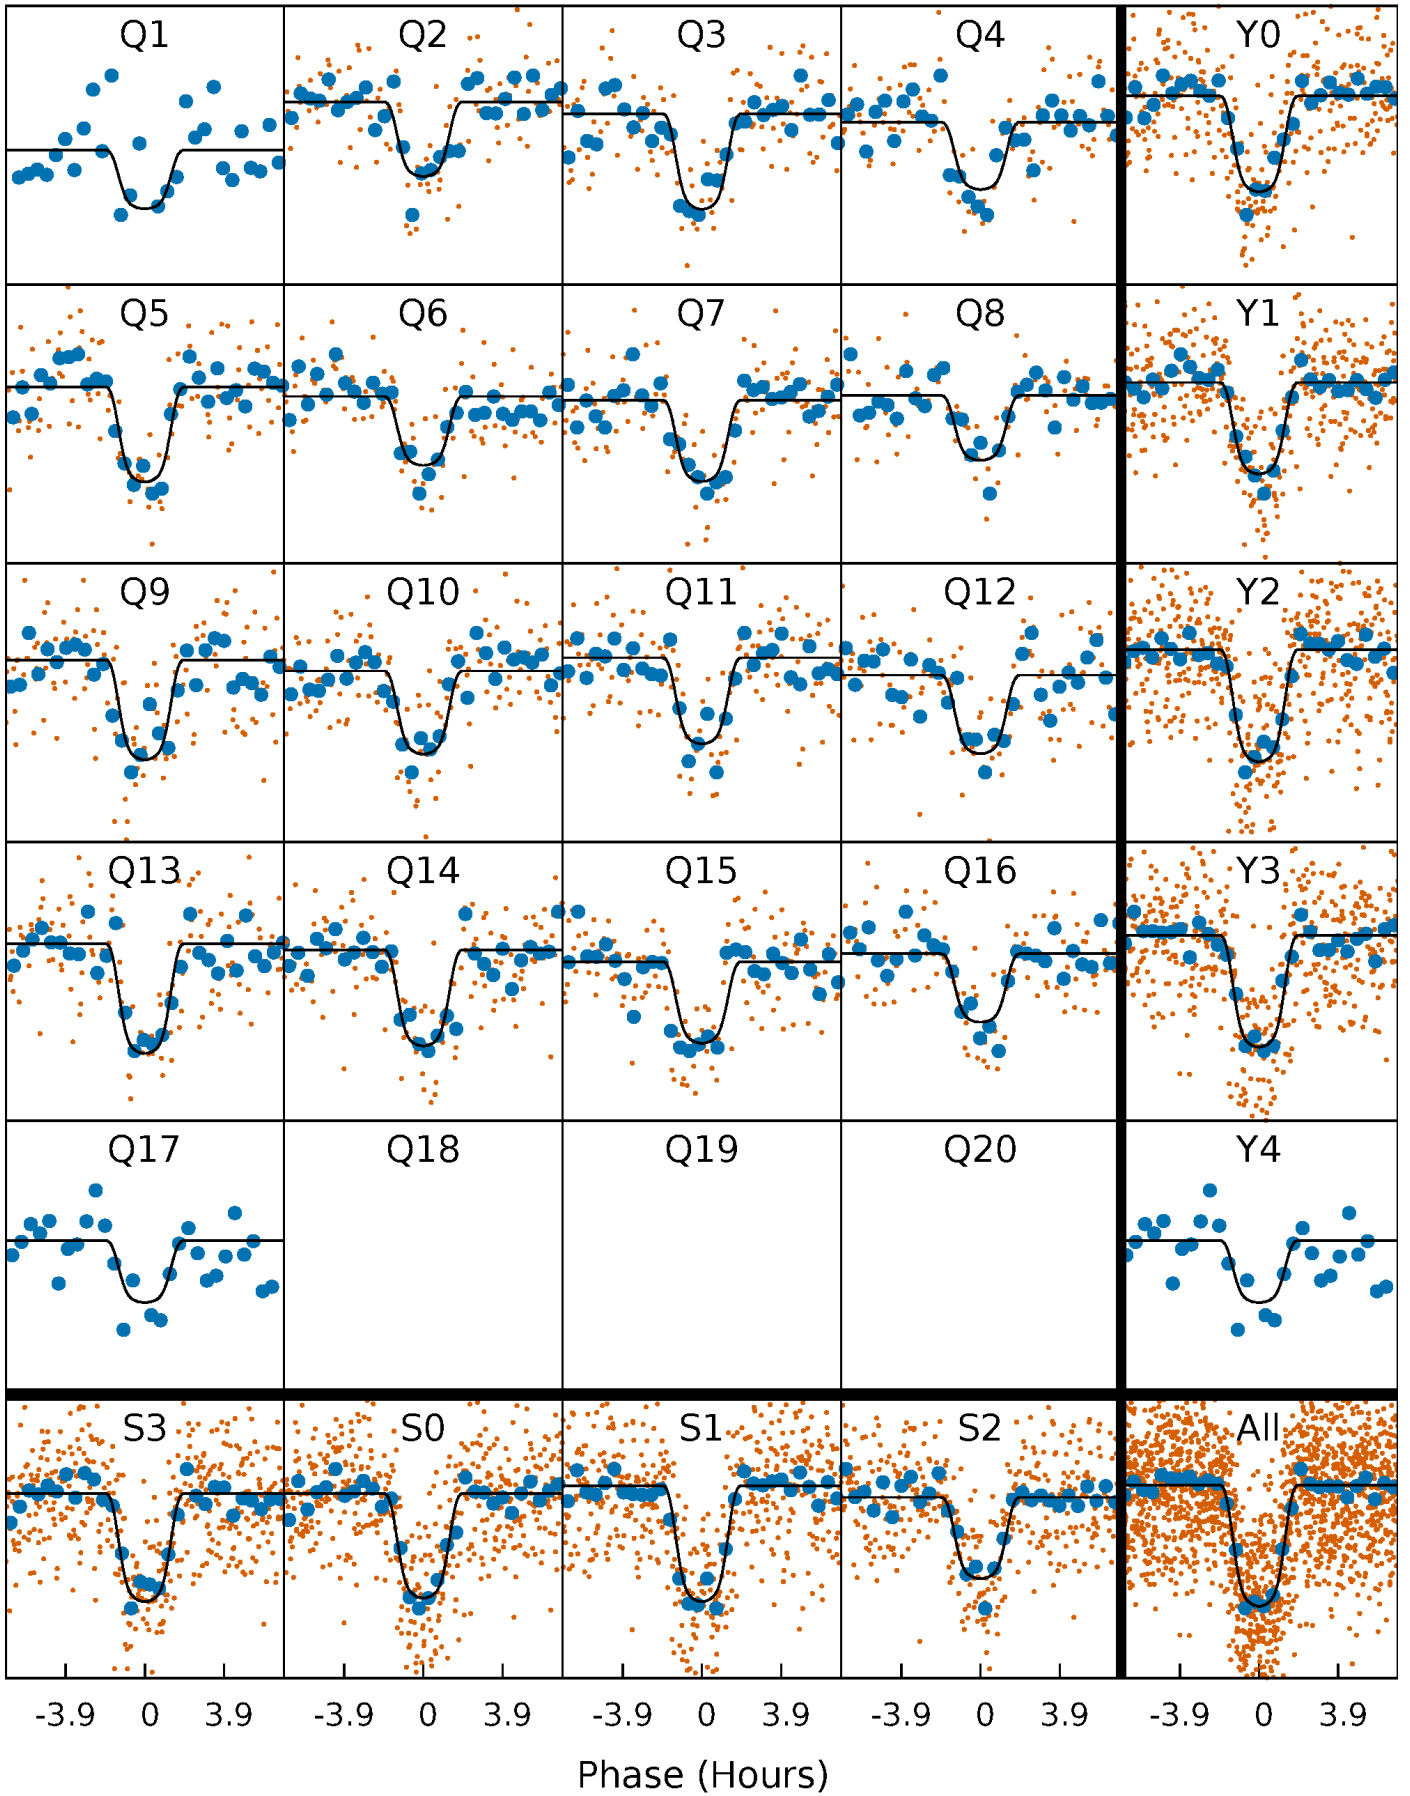 Q1 Q2 Q3 Q4 Y0
Q5 Q6 Q7 Q8 Y1
Q9 Q10 Q11 Q12 Y2
Q13 Q14 Q15 Q16 Y3
Q17 Q18 Q19 Q20 Y4
S3 S0 S1 S2 All
-3.9 0 3.9 -3.9 0 3.9 -3.9 0 3.9 -3.9 0 3.9 -3.9 0 3.9
Phase (Hours)